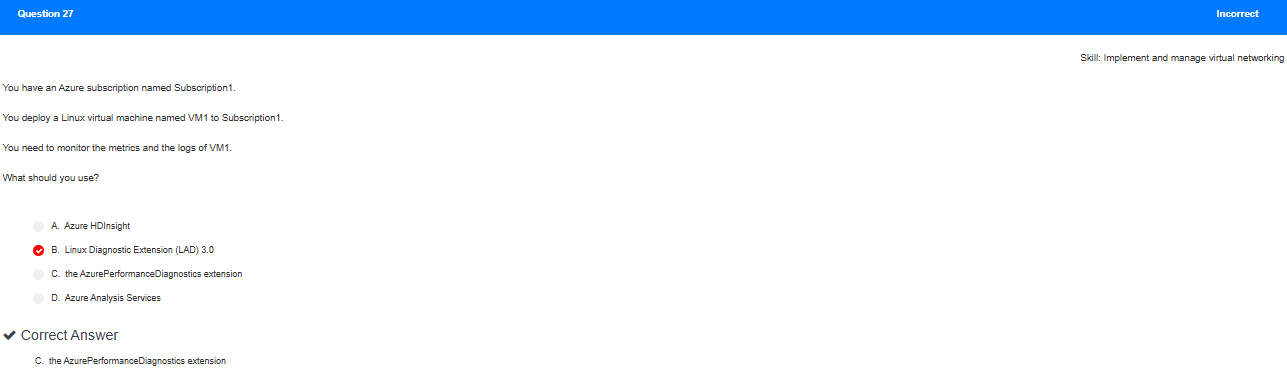 Question 27
Incorrect
Skill: Implement and manage virtual networking
You have an Azure subscription named Subscription1.
You deploy a Linux virtual machine named VM1 to Subscription1.
You need to monitor the metrics and the logs of VM1.
What should you use?
A. Azure HDInsight
B. Linux Diagnostic Extension (LAD) 3.0
C. the AzurePerformanceDiagnostics extension
D. Azure Analysis Services
Correct Answer
C. the AzurePerformanceDiagnostics extension